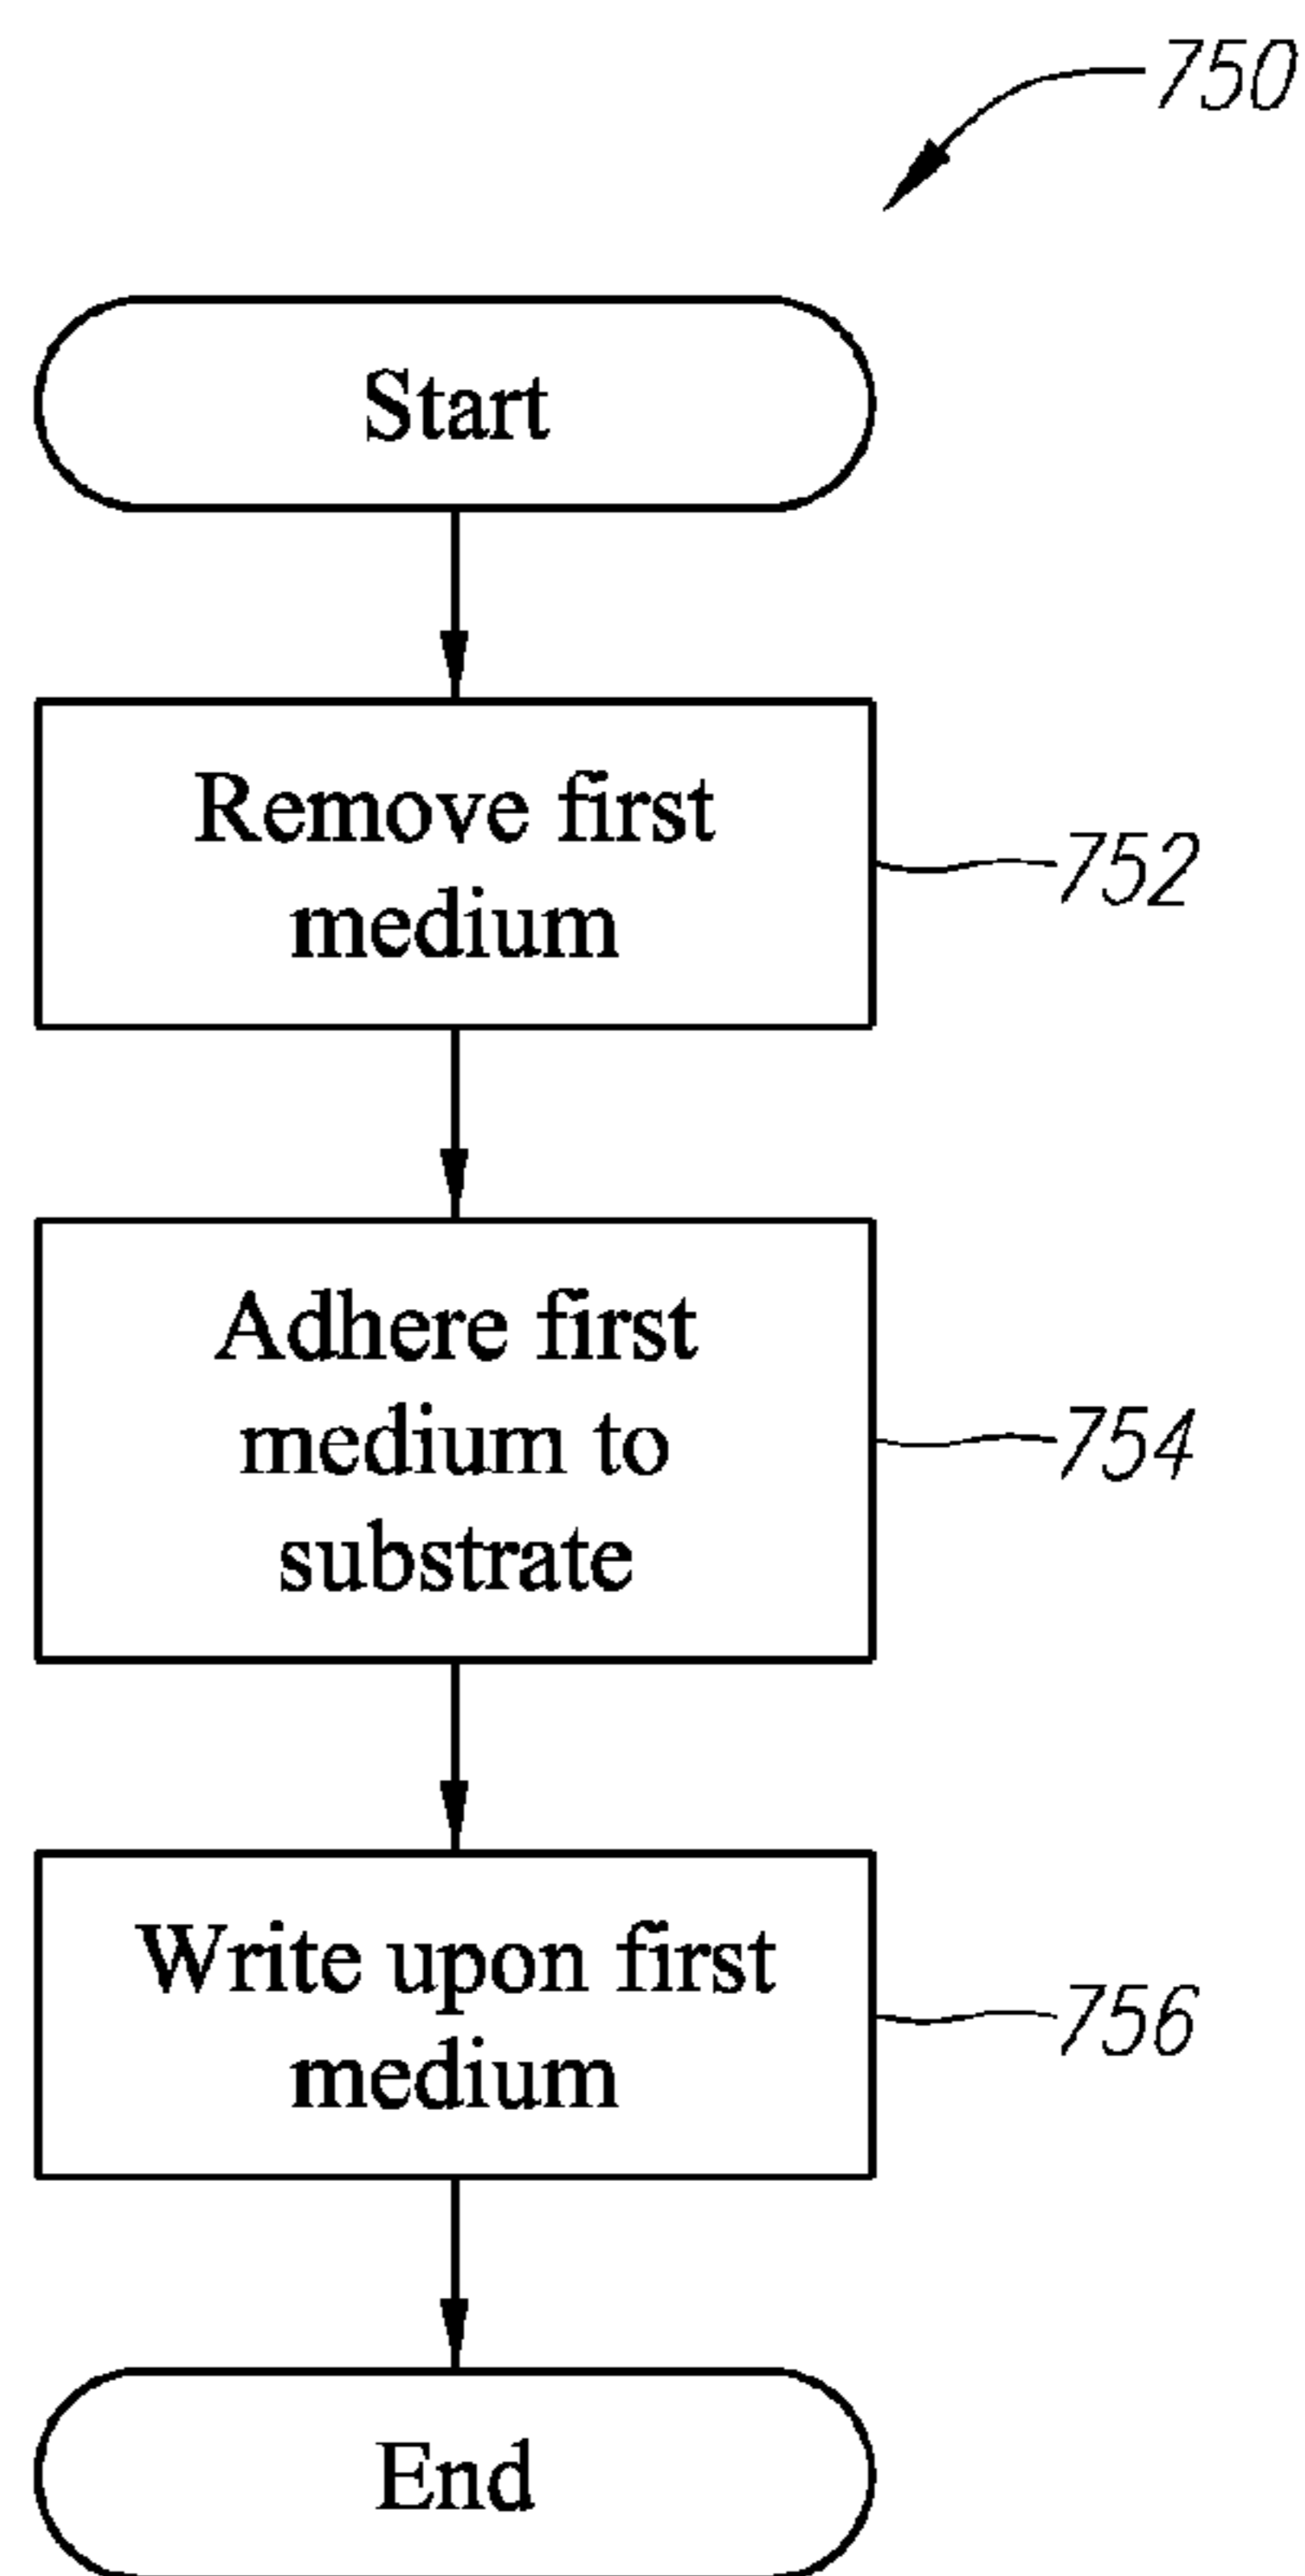 750
Start
Remove first
medium
752
Adhere first
medium to
substrate
754
Write upon first
medium
756
End